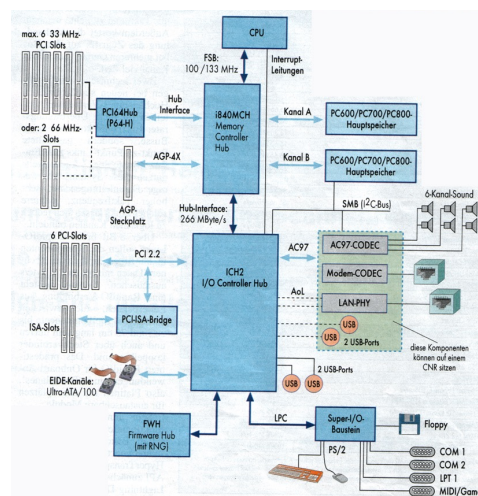 CPU
max. 6 33 MHz-
PCI Slots
FSB:
100 /133 MHz
Interrupt-
Leitungen
PCI64Hub
(P64-H)
Hub
Interface
i840MCH
Memory
Controller
Hub
Kanal A
PC600/PC700/PC800-
Hauptspeicher
oder: 2 66 MHz-
Slots
AGP-4X
Kanal B
PC600/PC700/PC800-
Hauptspeicher
AGP-
Steckplatz
Hub-Interface:
266 MByte/s
SMB (I²C-Bus)
6-Kanal-Sound
6 PCI-Slots
PCI 2.2
ICH2
I/O Controller Hub
AC97
AC97-CODEC
Modem-CODEC
AoL
LAN-PHY
ISA-Slots
PCI-ISA-Bridge
USB
USB
2 USB-Ports
diese Komponenten
können auf einem
CNR sitzen
EIDE-Kanäle:
Ultra-ATA/100
2 USB-Ports
USB
USB
FWH
Firmware Hub
(mit RNG)
LPC
Super-I/O-
Baustein
Floppy
PS/2
COM 1
COM 2
LPT 1
MIDI/Gam